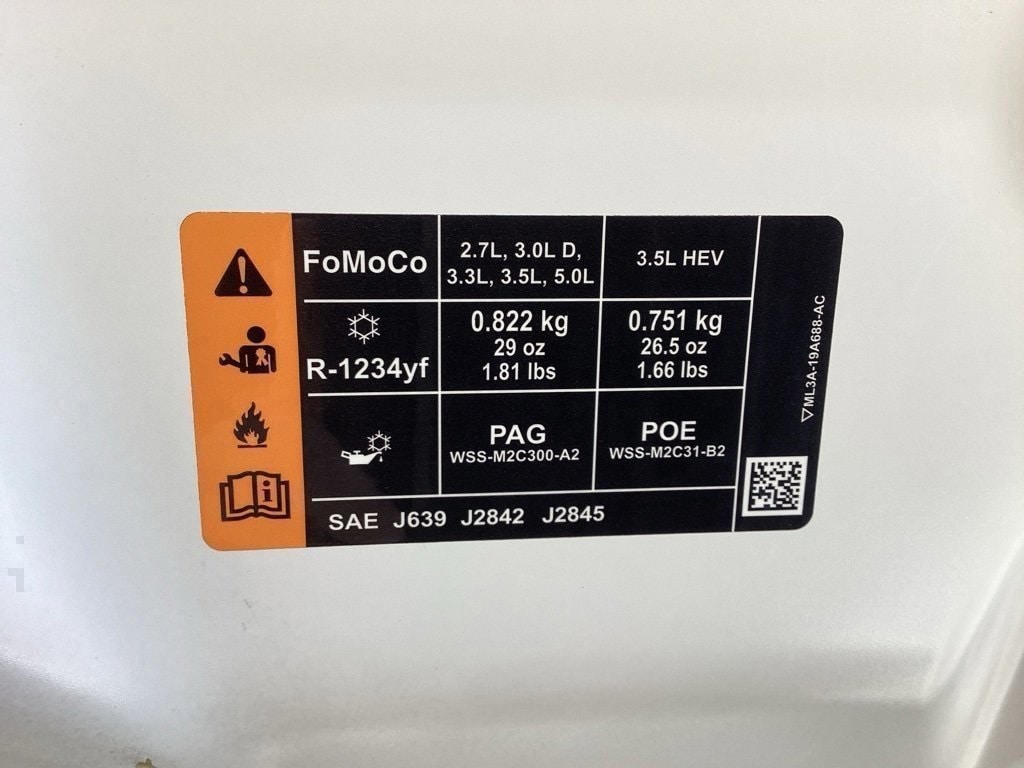 FoMoCo
2.7L, 3.0L D,
3.3L, 3.5L, 5.0L
3.5L HEV
R-1234yf
0.822 kg
29 oz
1.81 lbs
0.751 kg
26.5 oz
1.66 lbs
PAG
WSS-M2C300-A2
POE
WSS-M2C31-B2
SAE J639 J2842 J2845
ML3A-19A688-AC